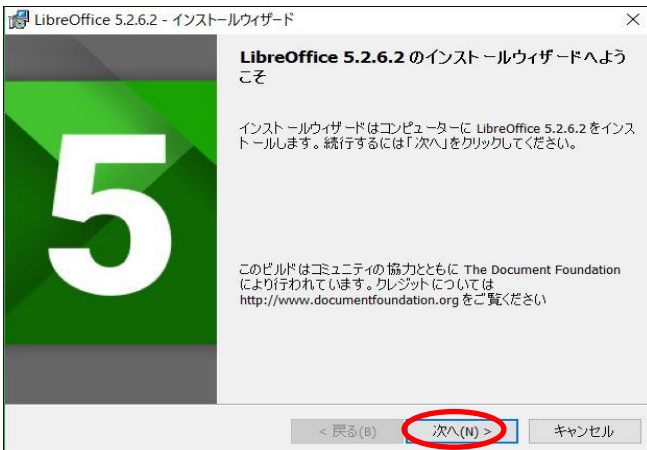 LibreOffice 5.2.6.2 - インストールウィザード
5
LibreOffice 5.2.6.2 のインストールウィザードへよう
こそ
インストールウィザードはコンピューターに LibreOffice 5.2.6.2 をインス
トールします。続行するには「次へ」をクリックしてください。
このビルドはコミュニティの協力とともに The Document Foundation
により行われています。クレジットについては
http://www.documentfoundation.org をご覧ください
< 戻る(B)
次へ(N) >
キャンセル